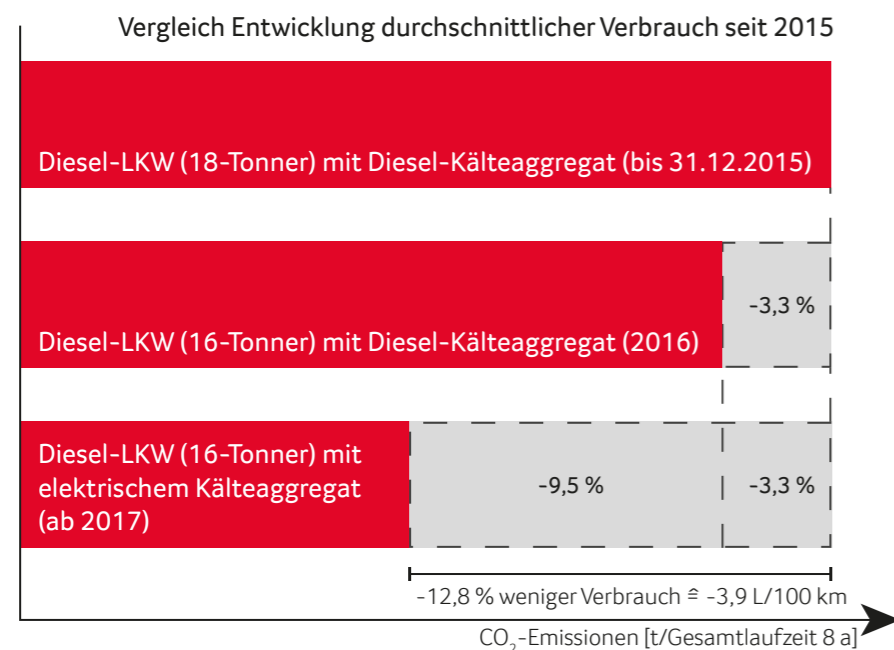 Vergleich Entwicklung durchschnittlicher Verbrauch seit 2015
Diesel-LKW (18-Tonner) mit Diesel-Kälteaggregat (bis 31.12.2015)
-3,3 %
Diesel-LKW (16-Tonner) mit Diesel-Kälteaggregat (2016)
Diesel-LKW (16-Tonner) mit
elektrischem Kälteaggregat
(ab 2017)
-9,5 %
-3,3 %
-12,8 % weniger Verbrauch ≙ -3,9 L/100 km
CO₂-Emissionen [t/Gesamtlaufzeit 8 a]